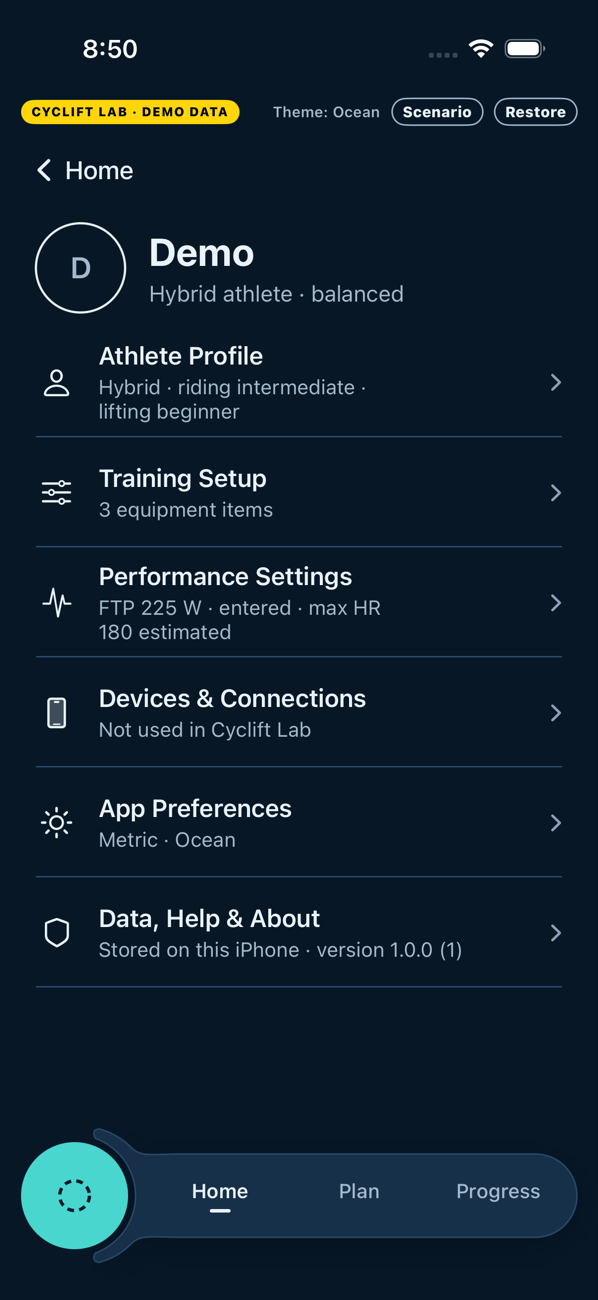 8:50
CYCLIFT LAB · DEMO DATA
Theme: Ocean
Scenario
Restore
Home
D
Demo
Hybrid athlete · balanced
Athlete Profile
Hybrid · riding intermediate ·
lifting beginner
Training Setup
3 equipment items
Performance Settings
FTP 225 W · entered · max HR
180 estimated
Devices & Connections
Not used in Cyclift Lab
App Preferences
Metric · Ocean
Data, Help & About
Stored on this iPhone · version 1.0.0 (1)
Home
Plan
Progress